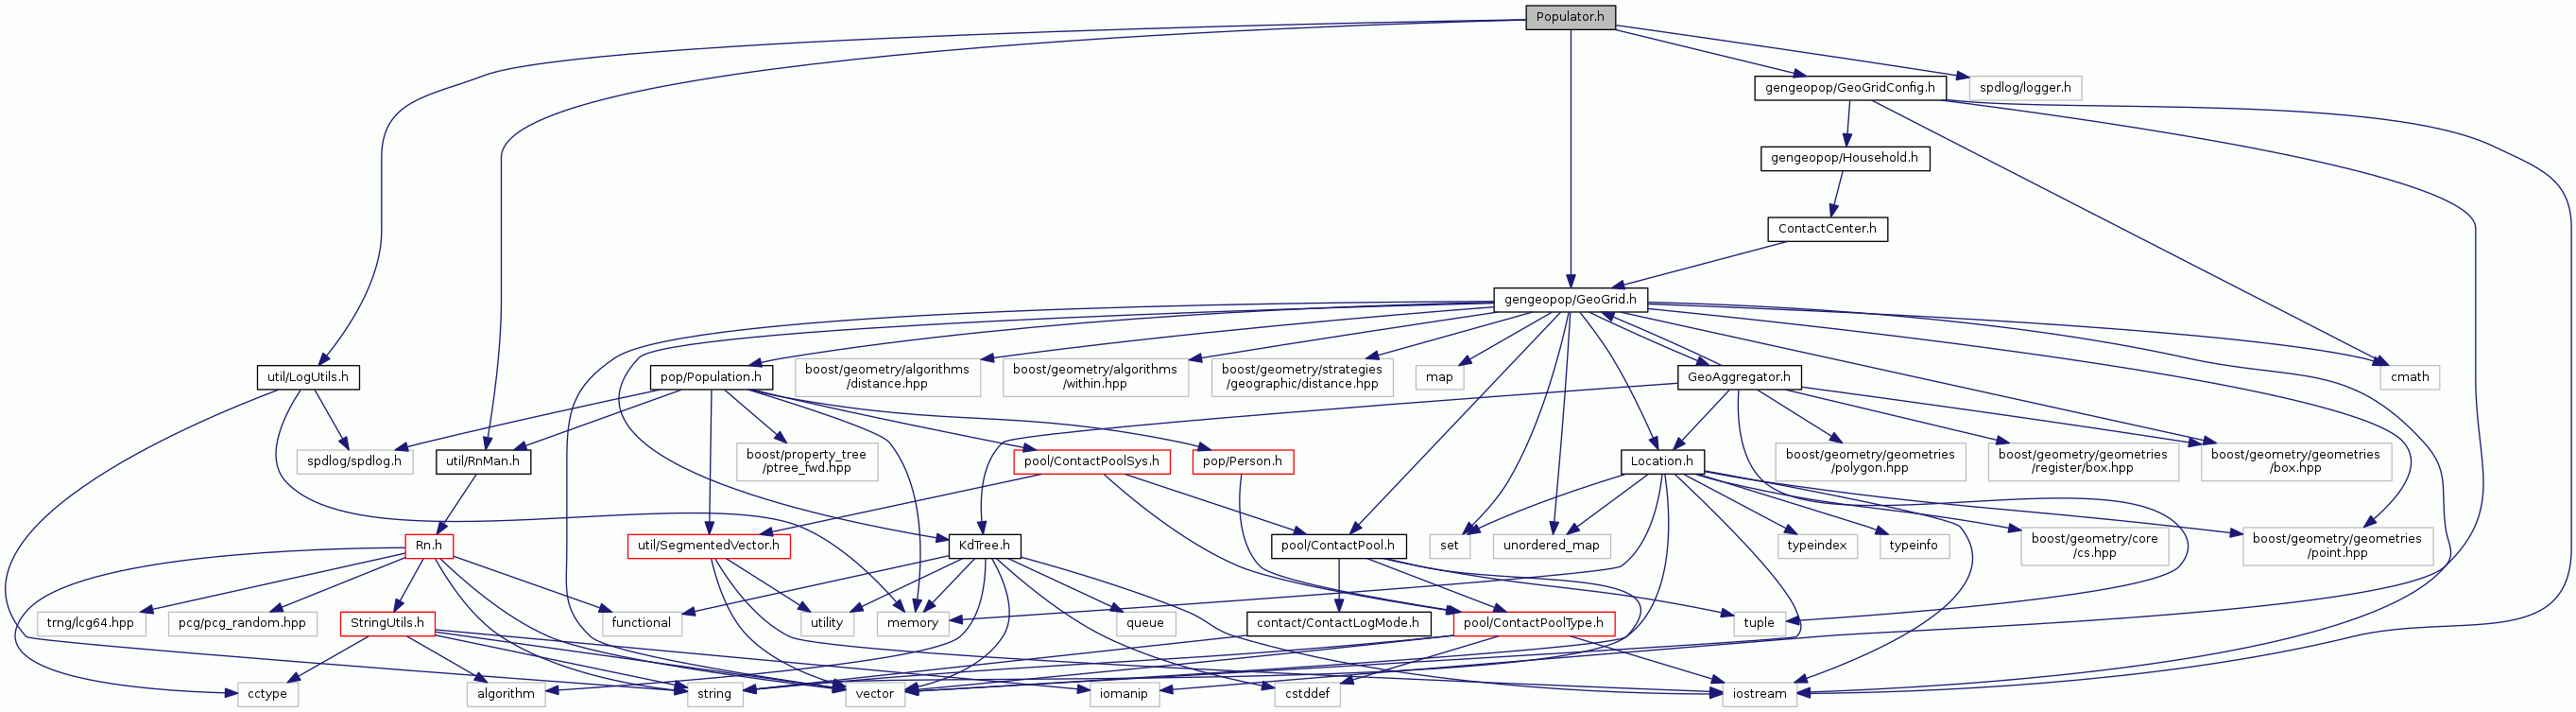 Populator.h
gengeopop/GeoGridConfig.h
spdlog/logger.h
gengeopop/Household.h
ContactCenter.h
gengeopop/GeoGrid.h
util/LogUtils.h
pop/Population.h
boost/geometry/algorithms
/distance.hpp
boost/geometry/algorithms
/within.hpp
boost/geometry/strategies
/geographic/distance.hpp
map
GeoAggregator.h
cmath
spdlog/spdlog.h
util/RnMan.h
boost/property_tree
/ptree_fwd.hpp
pool/ContactPoolSys.h
pop/Person.h
Location.h
boost/geometry/geometries
/polygon.hpp
boost/geometry/geometries
/register/box.hpp
boost/geometry/geometries
/box.hpp
Rn.h
util/SegmentedVector.h
KdTree.h
pool/ContactPool.h
set
unordered_map
typeindex
typeinfo
boost/geometry/core
/cs.hpp
boost/geometry/geometries
/point.hpp
trng/lcg64.hpp
pcg/pcg_random.hpp
StringUtils.h
functional
utility
memory
queue
contact/ContactLogMode.h
pool/ContactPoolType.h
tuple
cctype
algorithm
string
vector
iomanip
cstddef
iostream